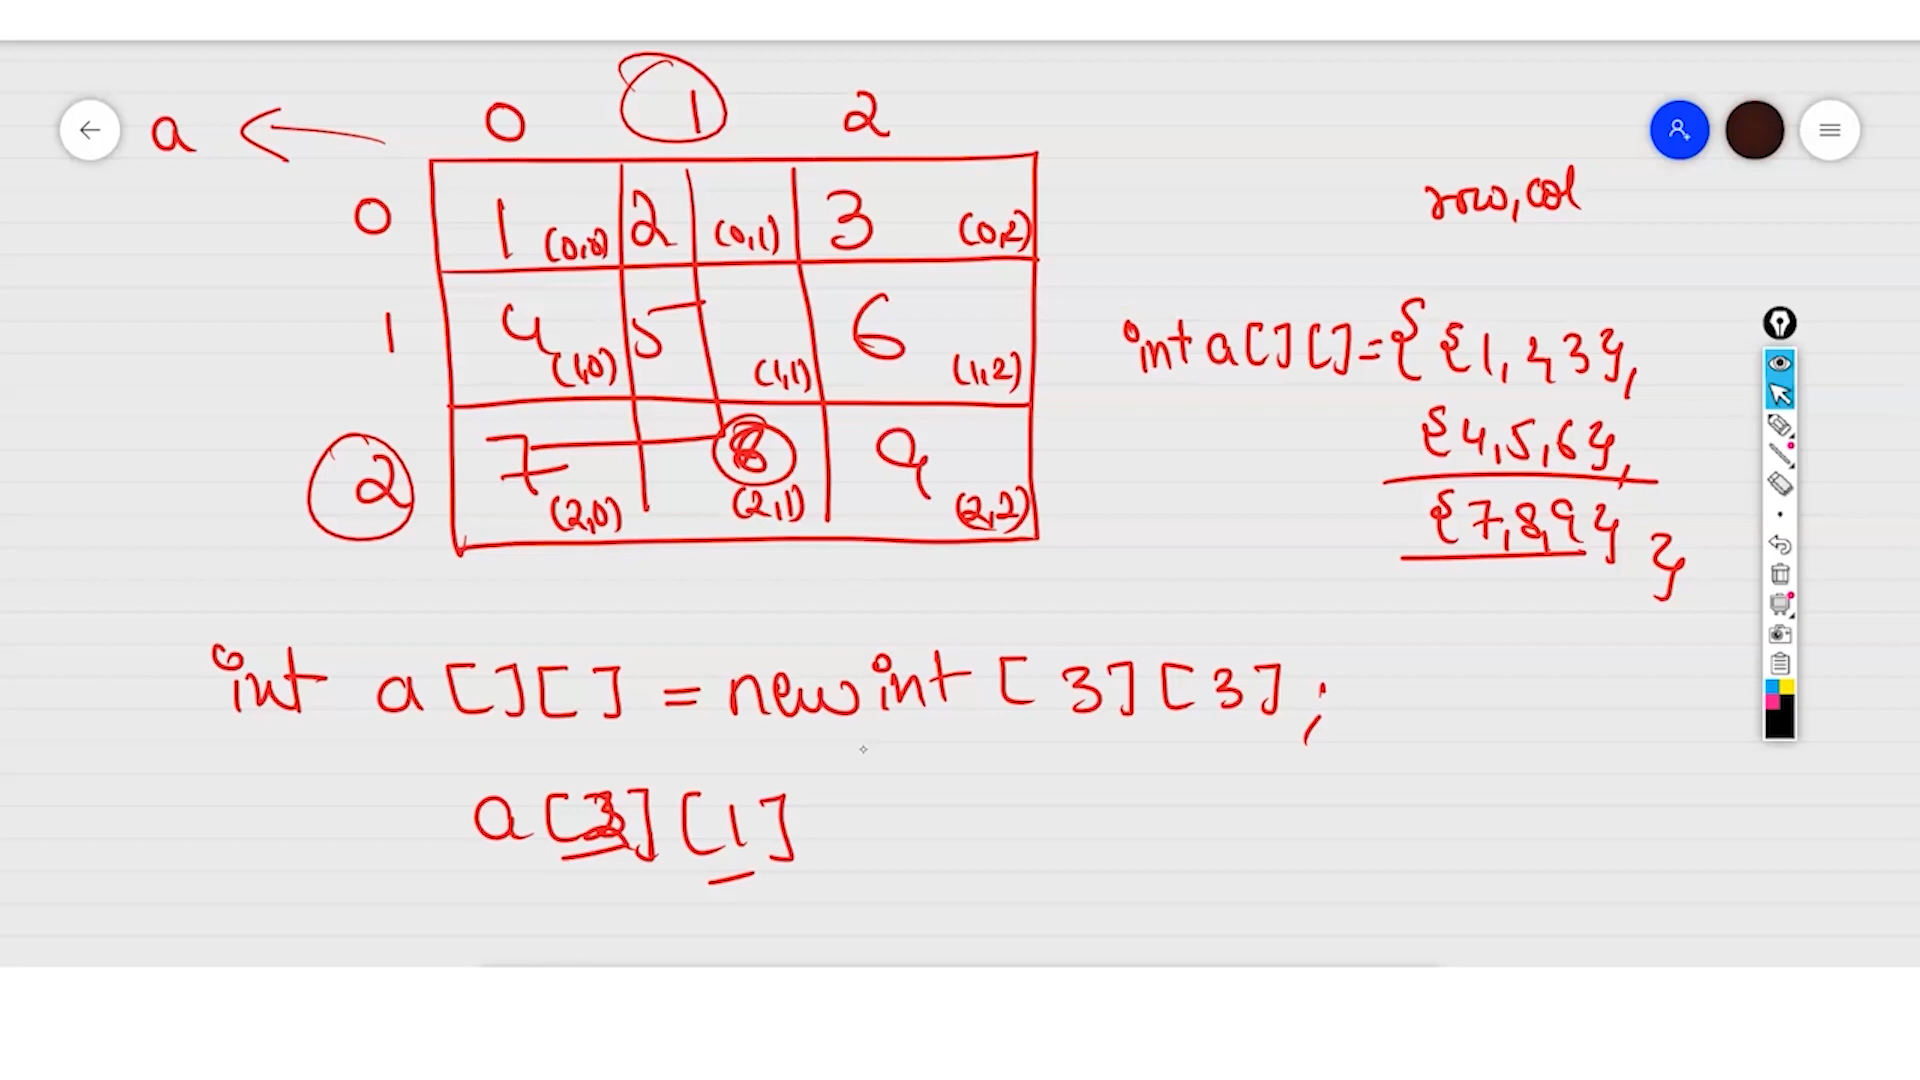 a 0 1 2
0 1 (0,0) 2 (0,1) 3 (0,2)
1 4 (1,0) 5 (1,1) 6 (1,2)
2 7 (2,0) 8 (2,1) 9 (2,2)
row, col
int a[][] = { {1, 2, 3},
{4, 5, 6},
{7, 8, 9} }
int a[][] = new int [3][3];
a[][1]